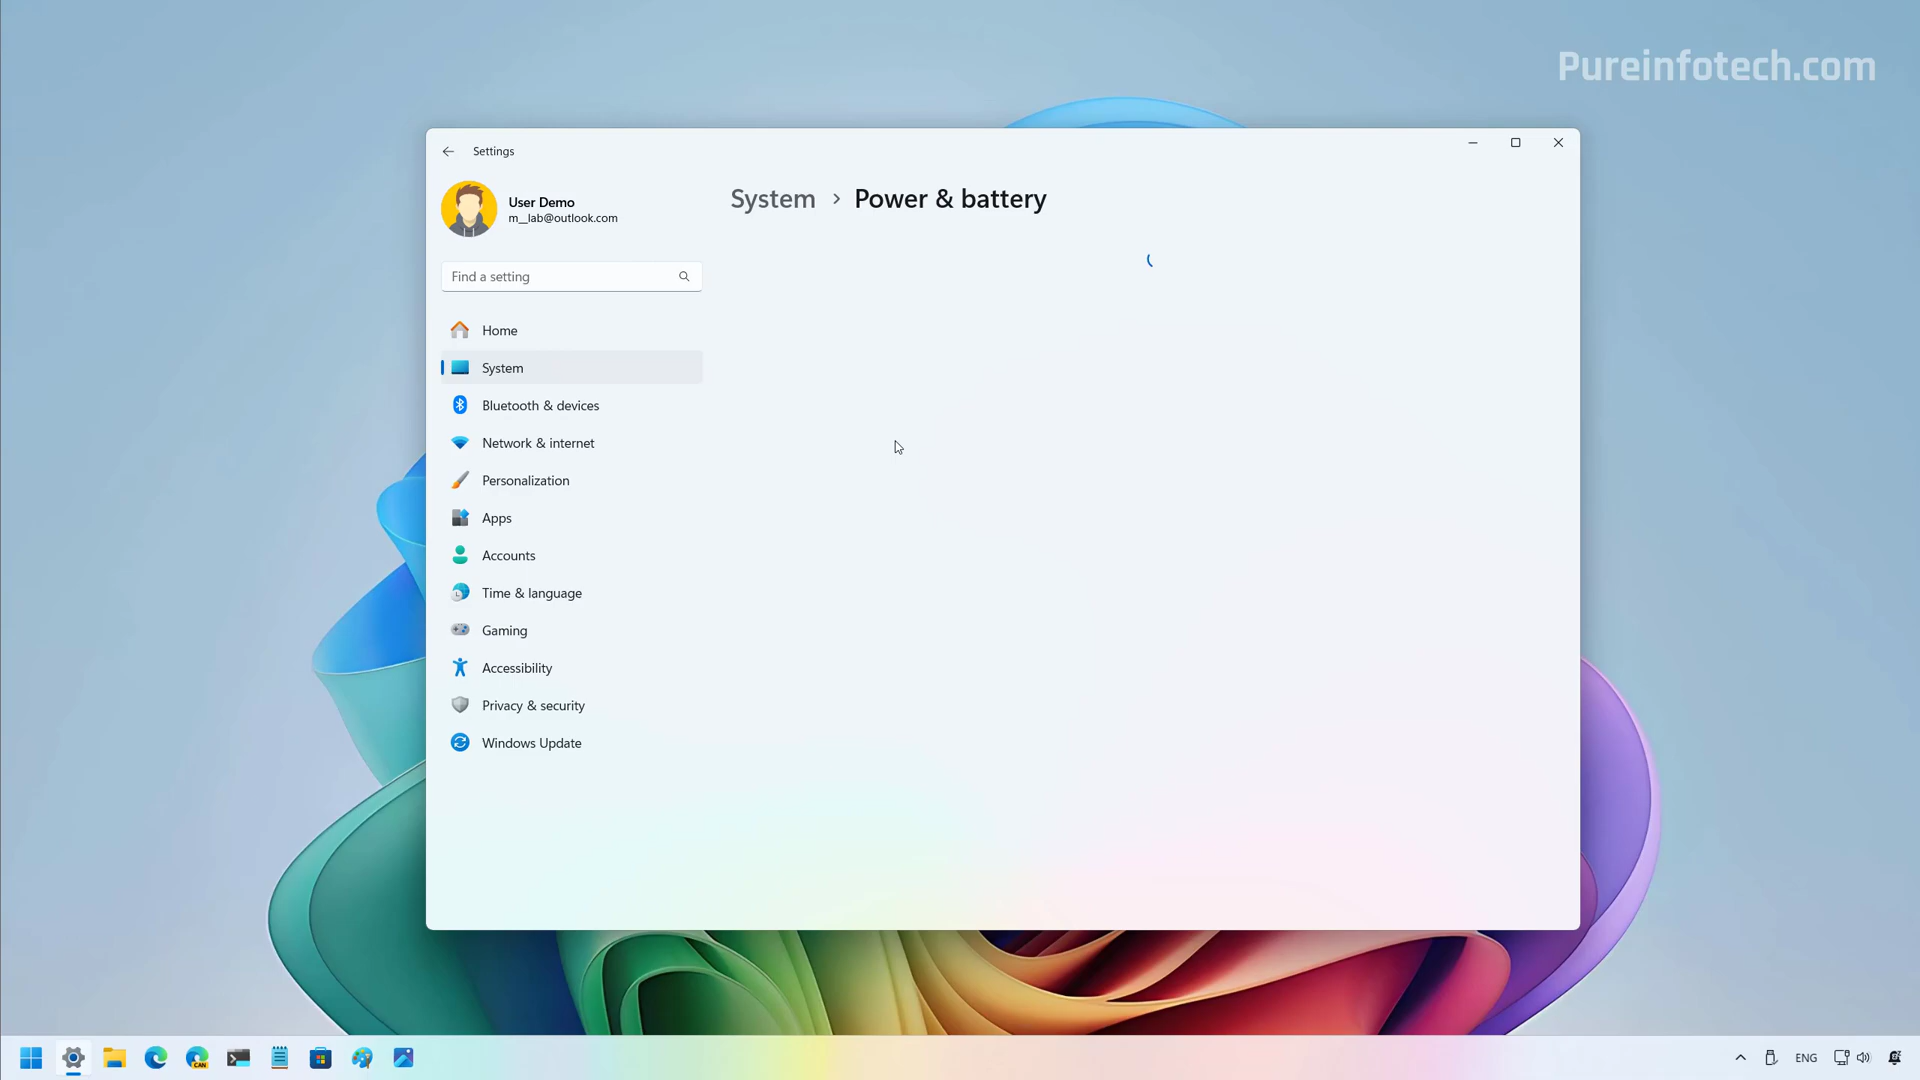 Pureinfotech.com
Settings
User Demo
m__lab@outlook.com
System > Power & battery
Find a setting
Home
System
Bluetooth & devices
Network & internet
Personalization
Apps
Accounts
Time & language
Gaming
Accessibility
Privacy & security
Windows Update
CAN
ENG